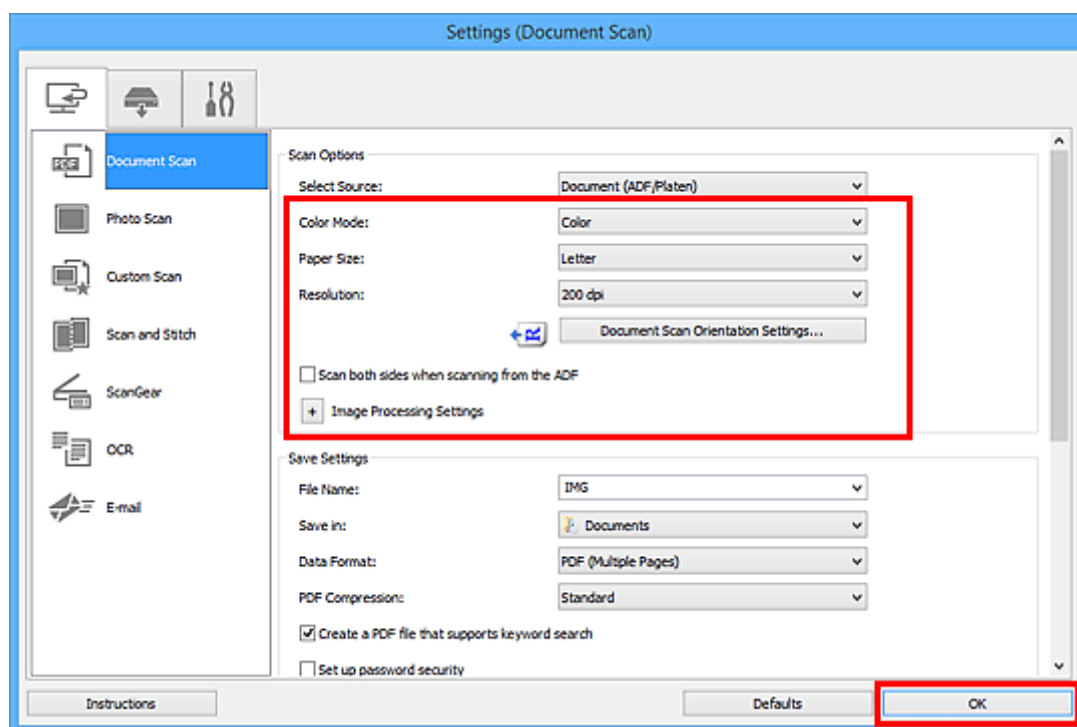 Settings (Document Scan)
PDF
Document Scan
Photo Scan
Custom Scan
Scan and Stitch
ScanGear
OCR
E-mail
Scan Options
Select Source: Document (ADF/Platen)
Color Mode: Color
Paper Size: Letter
Resolution: 200 dpi
R Document Scan Orientation Settings...
Scan both sides when scanning from the ADF
+ Image Processing Settings
Save Settings
File Name: IMG
Save in: Documents
Data Format: PDF (Multiple Pages)
PDF Compression: Standard
Create a PDF file that supports keyword search
Set up password security
Instructions Defaults OK